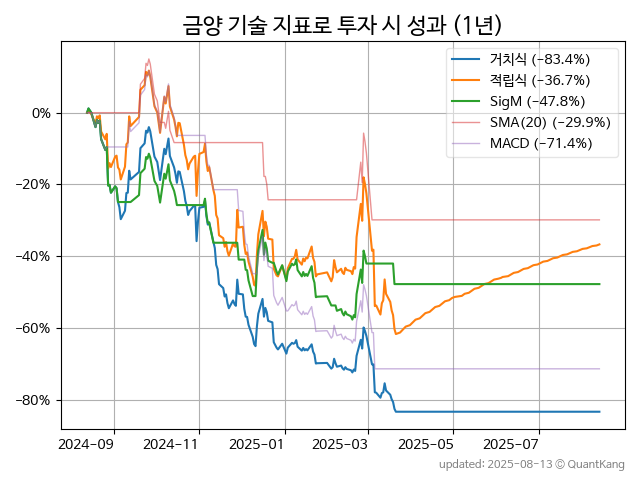 금양 기술 지표로 투자 시 성과 (1년)
거치식 (−83.4%)
적립식 (−36.7%)
SigM (−47.8%)
SMA(20) (−29.9%)
MACD (−71.4%)
0%
−20%
−40%
−60%
−80%
2024-09 2024-11 2025-01 2025-03 2025-05 2025-07
updated: 2025-08-13 © QuantKang